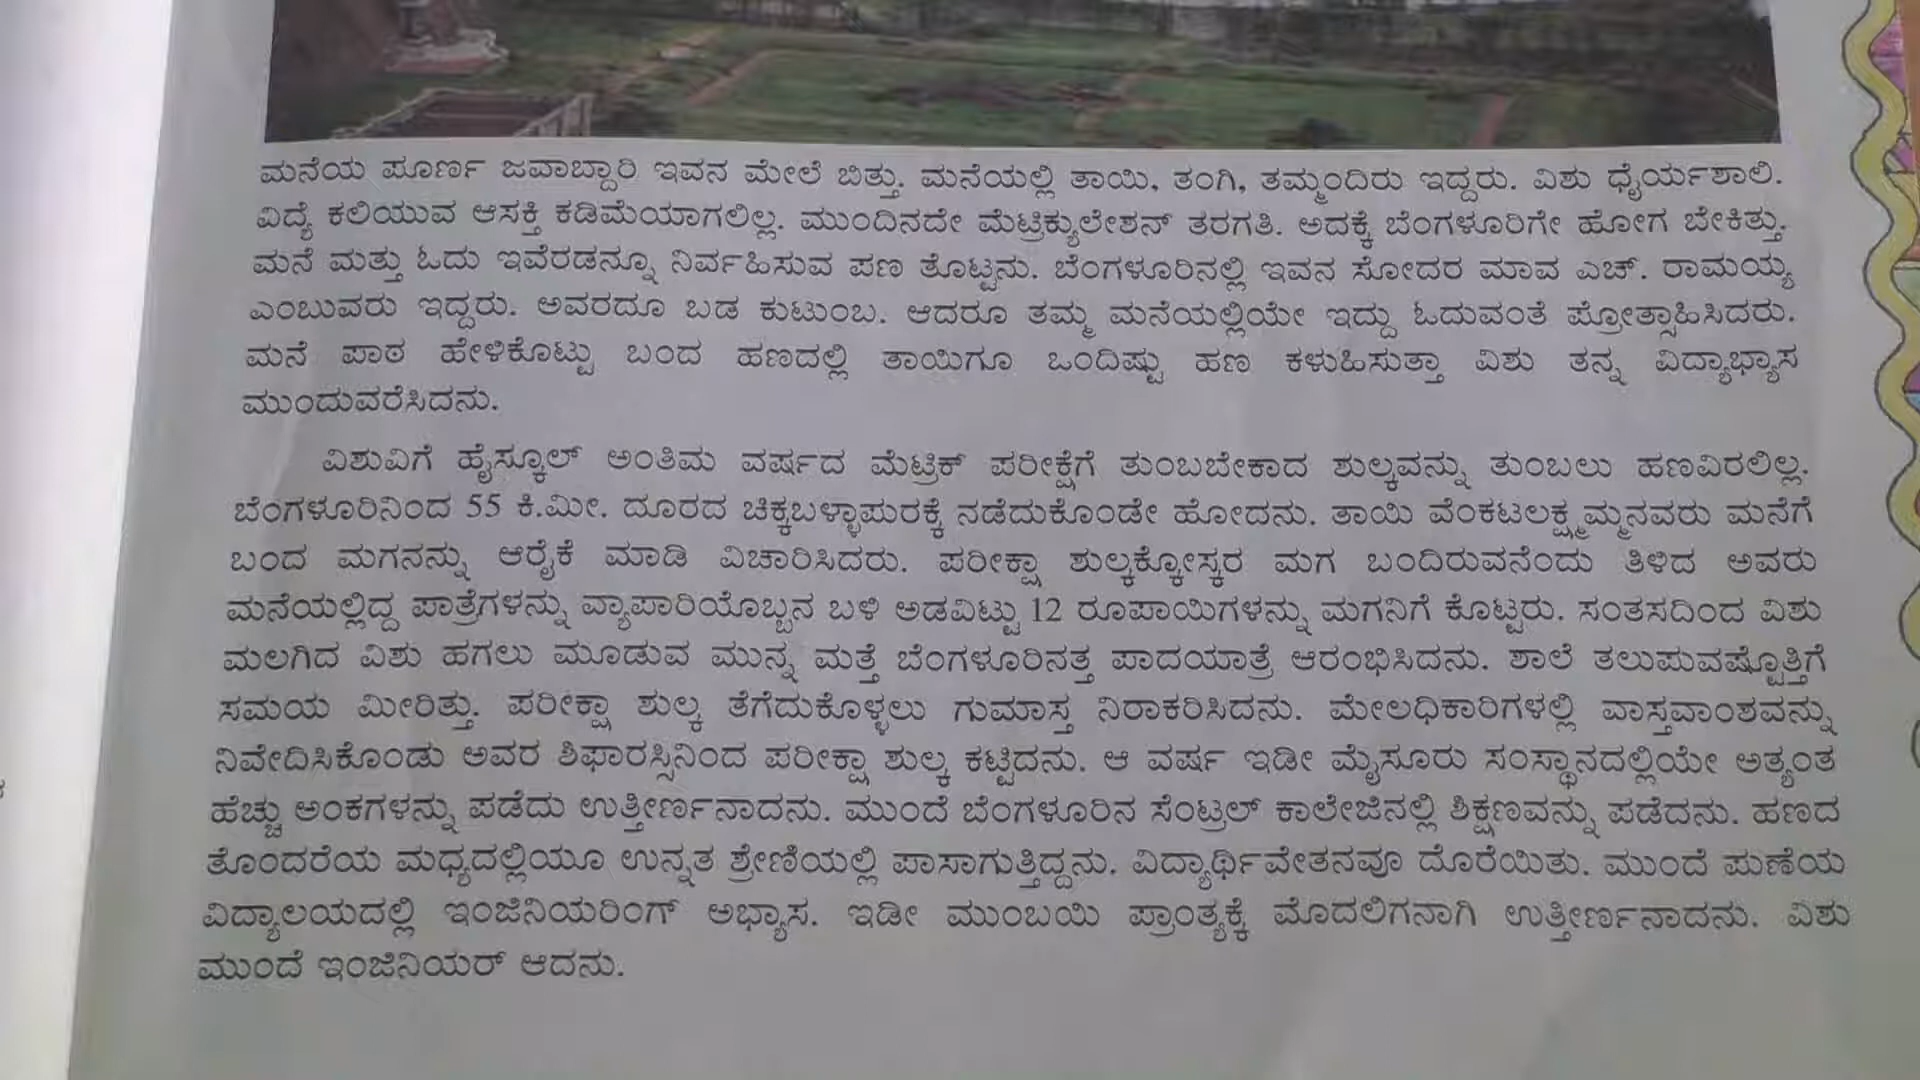 ಮನೆಯ ಪೂರ್ಣ ಜವಾಬ್ದಾರಿ ಇವನ ಮೇಲೆ ಬಿತ್ತು. ಮನೆಯಲ್ಲಿ ತಾಯಿ, ತಂಗಿ, ತಮ್ಮಂದಿರು ಇದ್ದರು. ವಿಶು ಧೈರ್ಯಶಾಲಿ.
ವಿದ್ಯೆ ಕಲಿಯುವ ಆಸಕ್ತಿ ಕಡಿಮೆಯಾಗಲಿಲ್ಲ. ಮುಂದಿನದೇ ಮೆಟ್ರಿಕ್ಯುಲೇಶನ್ ತರಗತಿ. ಅದಕ್ಕೆ ಬೆಂಗಳೂರಿಗೇ ಹೋಗ ಬೇಕಿತ್ತು.
ಮನೆ ಮತ್ತು ಓದು ಇವೆರಡನ್ನೂ ನಿರ್ವಹಿಸುವ ಪಣ ತೊಟ್ಟನು. ಬೆಂಗಳೂರಿನಲ್ಲಿ ಇವನ ಸೋದರ ಮಾವ ಎಚ್. ರಾಮಯ್ಯ
ಎಂಬುವರು ಇದ್ದರು. ಅವರದೂ ಬಡ ಕುಟುಂಬ. ಆದರೂ ತಮ್ಮ ಮನೆಯಲ್ಲಿಯೇ ಇದ್ದು ಓದುವಂತೆ ಪ್ರೋತ್ಸಾಹಿಸಿದರು.
ಮನೆ ಪಾಠ ಹೇಳಿಕೊಟ್ಟು ಬಂದ ಹಣದಲ್ಲಿ ತಾಯಿಗೂ ಒಂದಿಷ್ಟು ಹಣ ಕಳುಹಿಸುತ್ತಾ ವಿಶು ತನ್ನ ವಿದ್ಯಾಭ್ಯಾಸ
ಮುಂದುವರೆಸಿದನು.
ವಿಶುವಿಗೆ ಹೈಸ್ಕೂಲ್ ಅಂತಿಮ ವರ್ಷದ ಮೆಟ್ರಿಕ್ ಪರೀಕ್ಷೆಗೆ ತುಂಬಬೇಕಾದ ಶುಲ್ಕವನ್ನು ತುಂಬಲು ಹಣವಿರಲಿಲ್ಲ.
ಬೆಂಗಳೂರಿನಿಂದ 55 ಕಿ.ಮೀ. ದೂರದ ಚಿಕ್ಕಬಳ್ಳಾಪುರಕ್ಕೆ ನಡೆದುಕೊಂಡೇ ಹೋದನು. ತಾಯಿ ವೆಂಕಟಲಕ್ಷ್ಮಮ್ಮನವರು ಮನೆಗೆ
ಬಂದ ಮಗನನ್ನು ಆರೈಕೆ ಮಾಡಿ ವಿಚಾರಿಸಿದರು. ಪರೀಕ್ಷಾ ಶುಲ್ಕಕ್ಕೋಸ್ಕರ ಮಗ ಬಂದಿರುವನೆಂದು ತಿಳಿದ ಅವರು
ಮನೆಯಲ್ಲಿದ್ದ ಪಾತ್ರೆಗಳನ್ನು ವ್ಯಾಪಾರಿಯೊಬ್ಬನ ಬಳಿ ಅಡವಿಟ್ಟು 12 ರೂಪಾಯಿಗಳನ್ನು ಮಗನಿಗೆ ಕೊಟ್ಟರು. ಸಂತಸದಿಂದ ವಿಶು
ಮಲಗಿದ ವಿಶು ಹಗಲು ಮೂಡುವ ಮುನ್ನ ಮತ್ತೆ ಬೆಂಗಳೂರಿನತ್ತ ಪಾದಯಾತ್ರೆ ಆರಂಭಿಸಿದನು. ಶಾಲೆ ತಲುಪುವಷ್ಟೊತ್ತಿಗೆ
ಸಮಯ ಮೀರಿತ್ತು. ಪರೀಕ್ಷಾ ಶುಲ್ಕ ತೆಗೆದುಕೊಳ್ಳಲು ಗುಮಾಸ್ತ ನಿರಾಕರಿಸಿದನು. ಮೇಲಧಿಕಾರಿಗಳಲ್ಲಿ ವಾಸ್ತವಾಂಶವನ್ನು
ನಿವೇದಿಸಿಕೊಂಡು ಅವರ ಶಿಫಾರಸ್ಸಿನಿಂದ ಪರೀಕ್ಷಾ ಶುಲ್ಕ ಕಟ್ಟಿದನು. ಆ ವರ್ಷ ಇಡೀ ಮೈಸೂರು ಸಂಸ್ಥಾನದಲ್ಲಿಯೇ ಅತ್ಯಂತ
ಹೆಚ್ಚು ಅಂಕಗಳನ್ನು ಪಡೆದು ಉತ್ತೀರ್ಣನಾದನು. ಮುಂದೆ ಬೆಂಗಳೂರಿನ ಸೆಂಟ್ರಲ್ ಕಾಲೇಜಿನಲ್ಲಿ ಶಿಕ್ಷಣವನ್ನು ಪಡೆದನು. ಹಣದ
ತೊಂದರೆಯ ಮಧ್ಯದಲ್ಲಿಯೂ ಉನ್ನತ ಶ್ರೇಣಿಯಲ್ಲಿ ಪಾಸಾಗುತ್ತಿದ್ದನು. ವಿದ್ಯಾರ್ಥಿವೇತನವೂ ದೊರೆಯಿತು. ಮುಂದೆ ಪುಣೆಯ
ವಿದ್ಯಾಲಯದಲ್ಲಿ ಇಂಜಿನಿಯರಿಂಗ್ ಅಭ್ಯಾಸ. ಇಡೀ ಮುಂಬಯಿ ಪ್ರಾಂತ್ಯಕ್ಕೆ ಮೊದಲಿಗನಾಗಿ ಉತ್ತೀರ್ಣನಾದನು. ವಿಶು
ಮುಂದೆ ಇಂಜಿನಿಯರ್ ಆದನು.